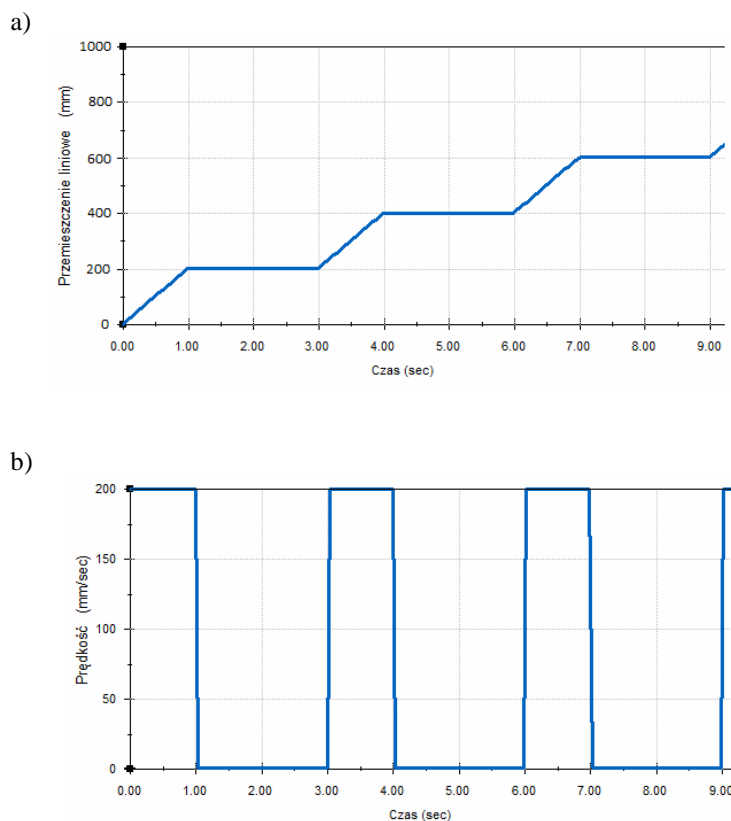 a)
1000
800
600
400
200
0
Przemieszczenie liniowe (mm)
0.00 1.00 2.00 3.00 4.00 5.00 6.00 7.00 8.00 9.00
Czas (sec)
b)
200
150
100
50
0
Prędkość (mm/sec)
0.00 1.00 2.00 3.00 4.00 5.00 6.00 7.00 8.00 9.00
Czas (sec)